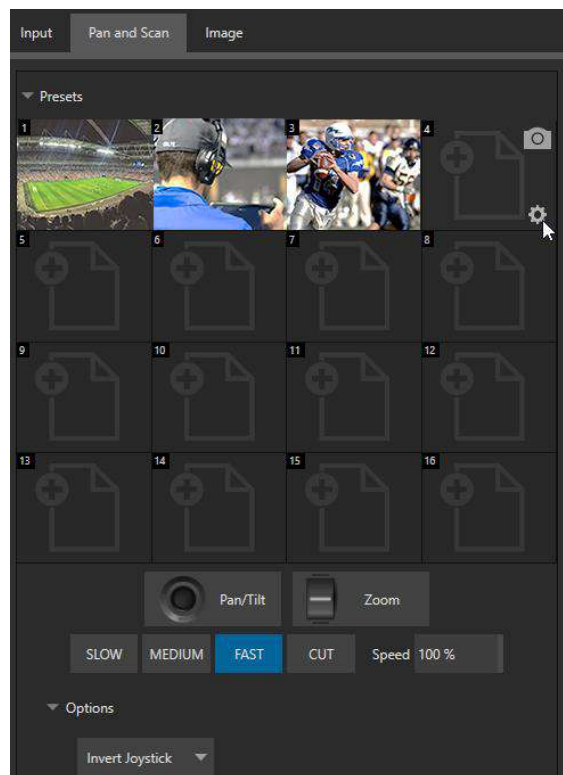 Input Pan and Scan Image
Presets
1 2 3 4
5 6 7 8
9 10 11 12
13 14 15 16
Pan/Tilt Zoom
SLOW MEDIUM FAST CUT Speed 100 %
Options
Invert Joystick